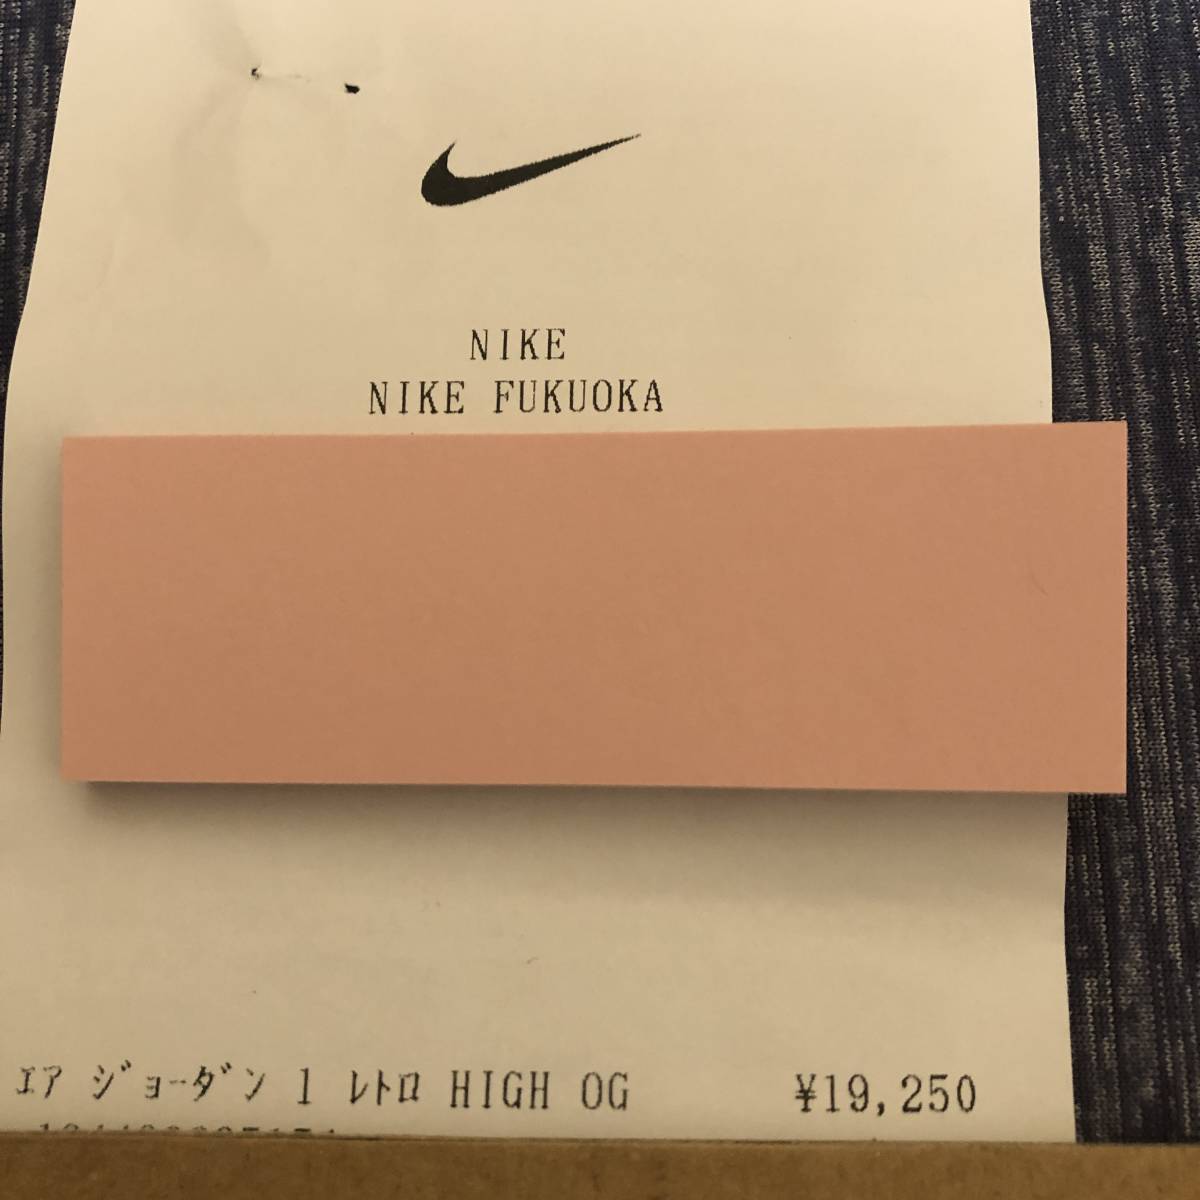 NIKE
NIKE FUKUOKA
ｴｱ ｼﾞｮｰﾀﾞﾝ 1 ﾚﾄﾛ HIGH OG ¥19,250